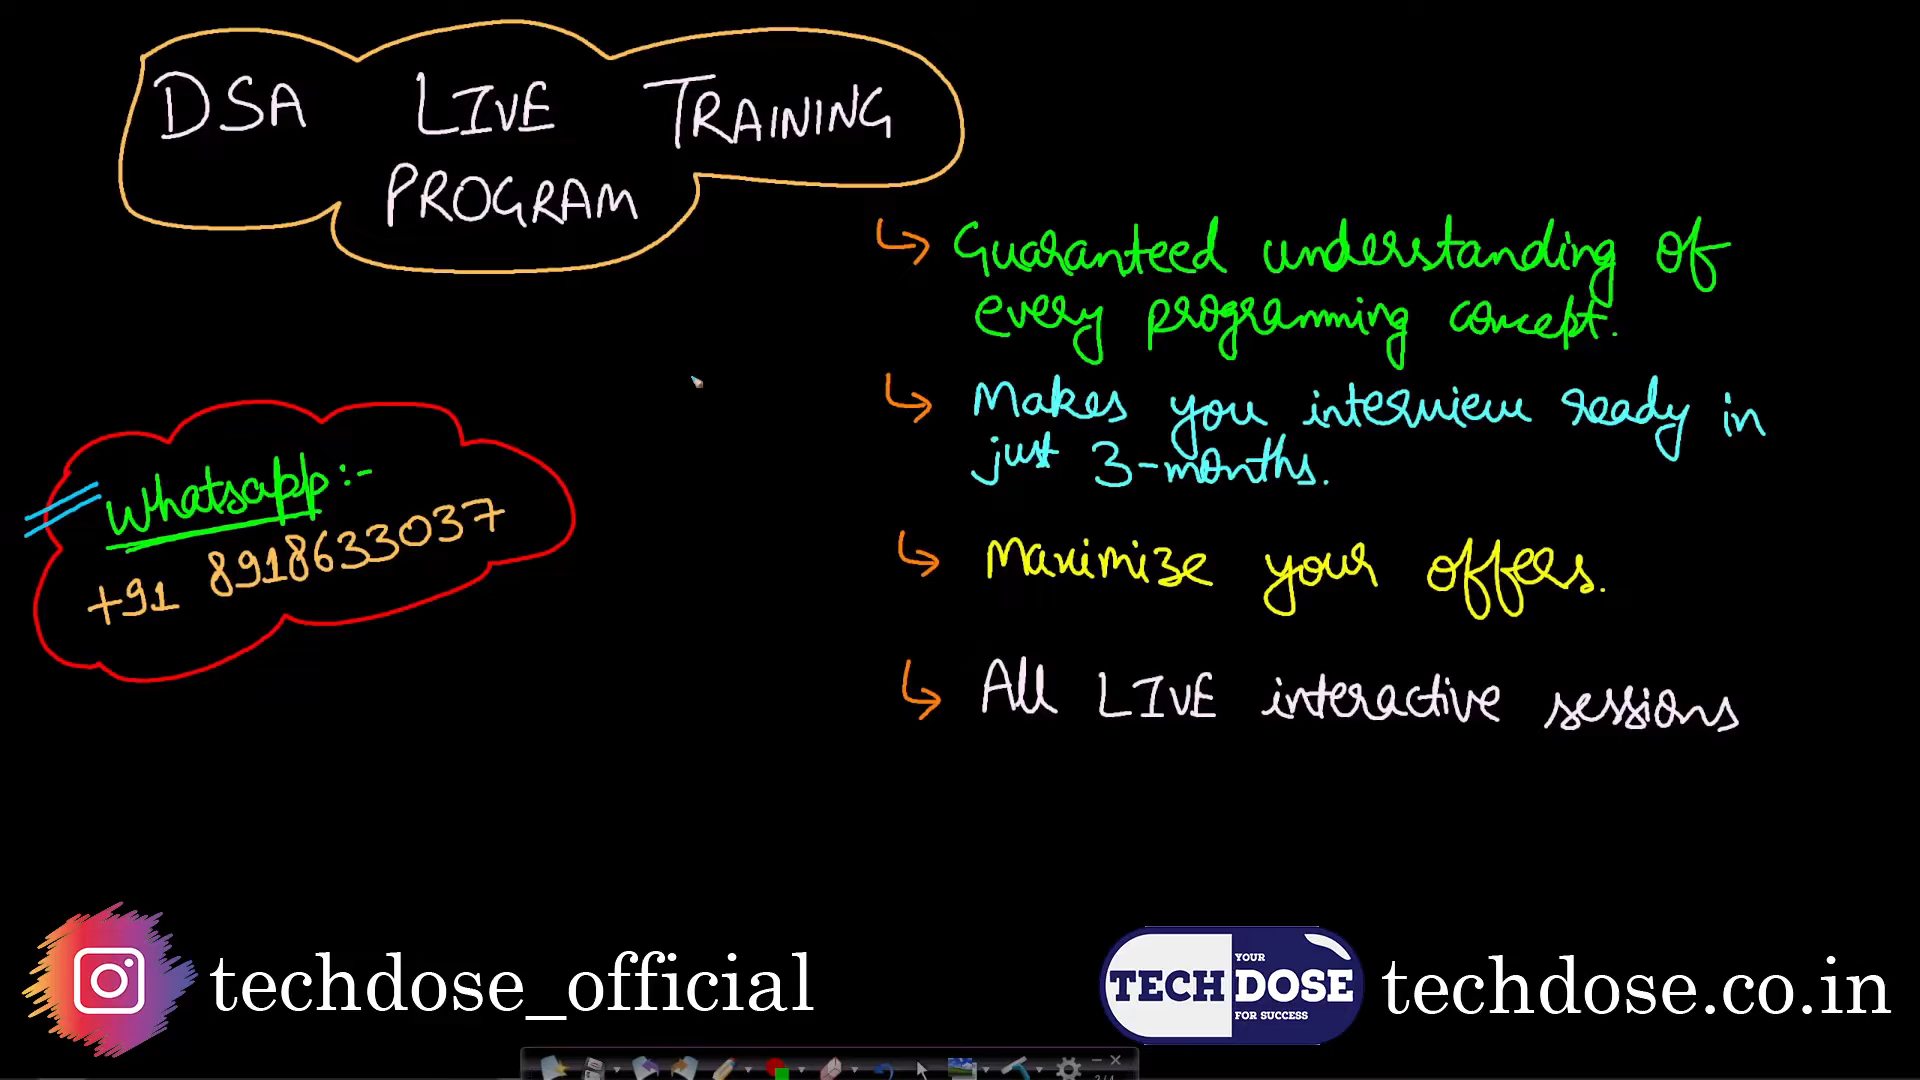 DSA LIVE TRAINING
PROGRAM
Guaranteed understanding of
every programming concept.
Makes you interview ready in
just 3-months.
Whatsapp:-
+91 8918633037
Maximize your offers.
All LIVE interactive sessions
techdose_official
YOUR
TECH DOSE
FOR SUCCESS
techdose.co.in